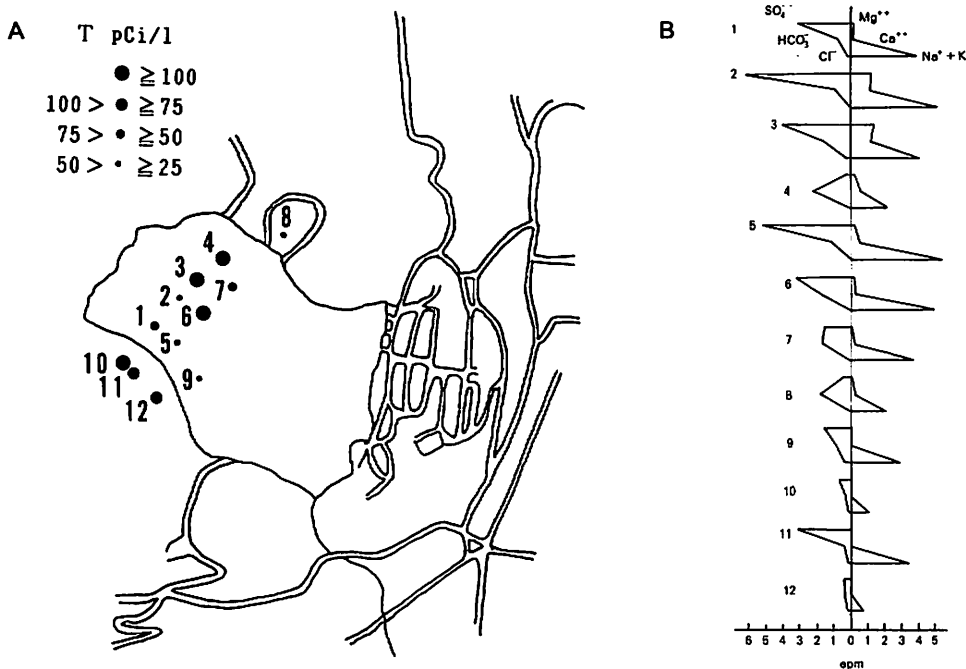 A
T pCi/l
● ≧100
100 > ● ≧75
75 > ● ≧50
50 > ● ≧25
8
4
3
7
2
6
1
5
10
11
9
12
B
SO₄⁻⁻ Mg⁺⁺
1
HCO₃⁻ Ca⁺⁺
Cl⁻ Na⁺ + K
2
3
4
5
6
7
8
9
10
11
12
6 5 4 3 2 1 0 1 2 3 4 5
epm